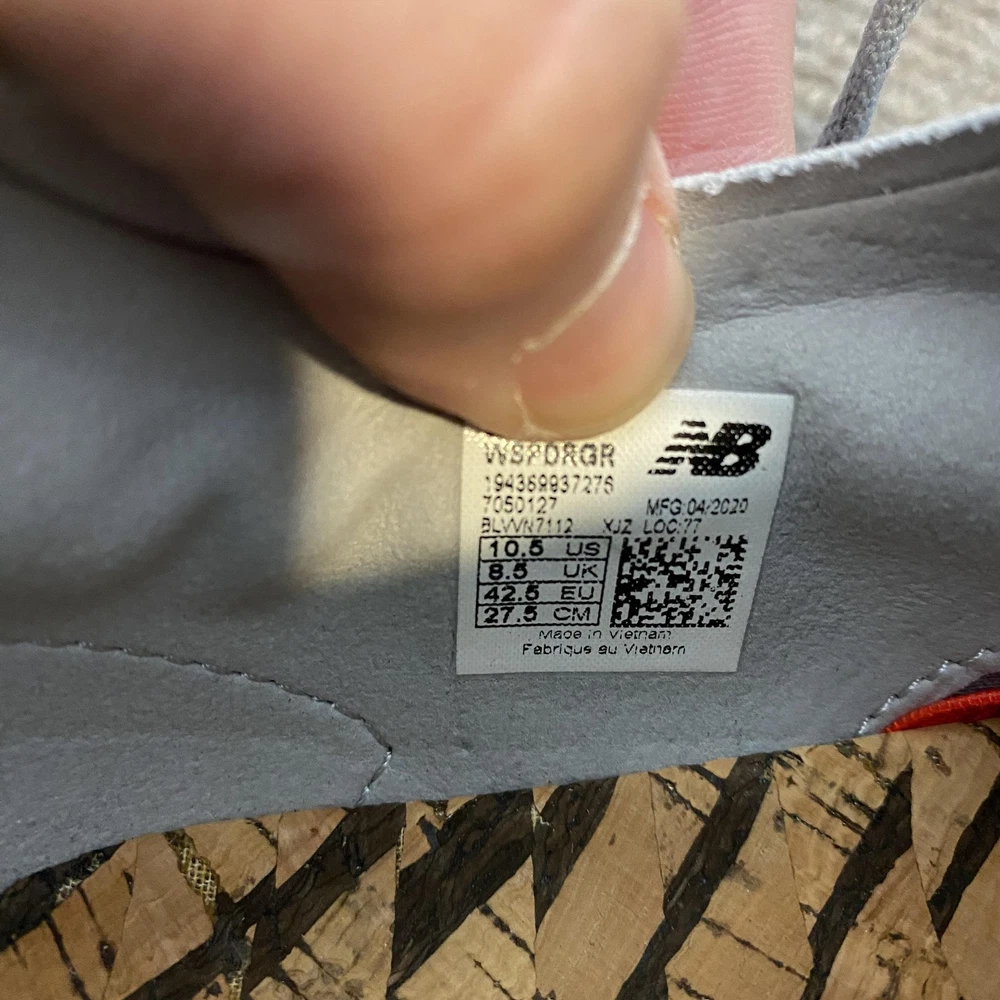 WSPDRGR
NB
194369937276
7050127 MFG:04/2020
BLVVN7112 XJZ LOC:77
10.5 US
8.5 UK
42.5 EU
27.5 CM
Made in Vietnam
Fabriqué au Vietnam